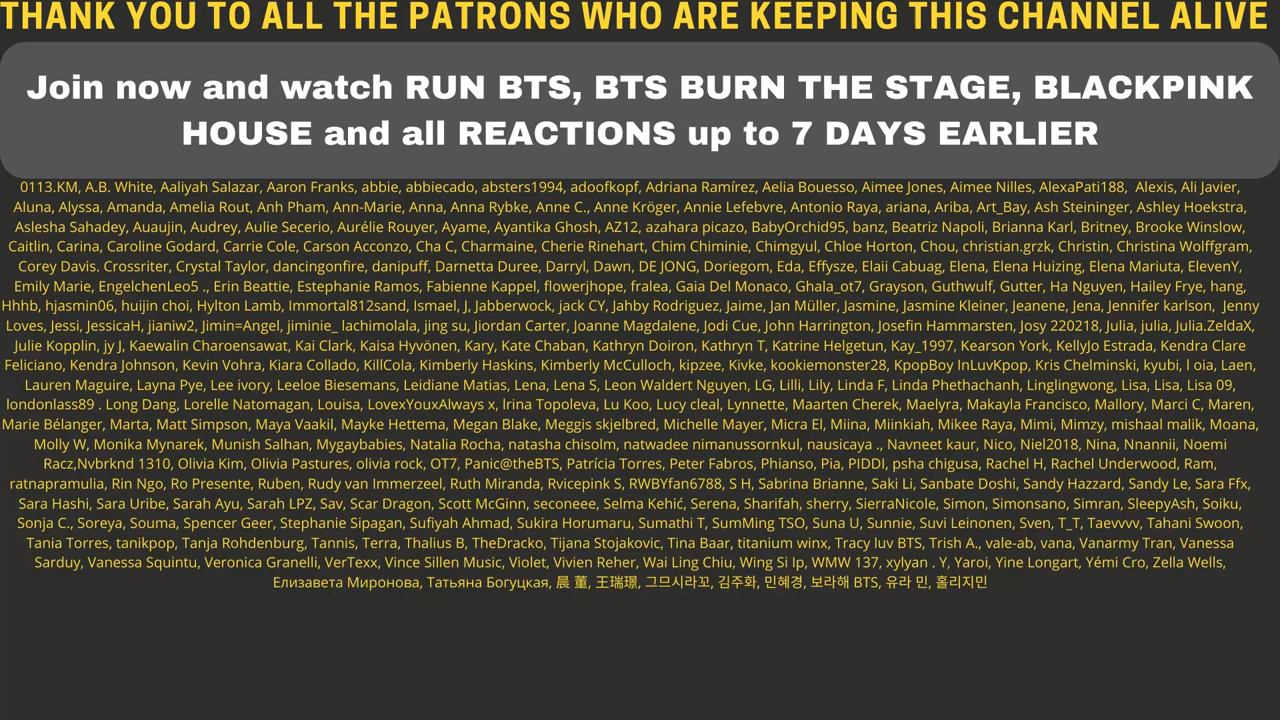 THANK YOU TO ALL THE PATRONS WHO ARE KEEPING THIS CHANNEL ALIVE
Join now and watch RUN BTS, BTS BURN THE STAGE, BLACKPINK
HOUSE and all REACTIONS up to 7 DAYS EARLIER
0113.KM, A.B. White, Aaliyah Salazar, Aaron Franks, abbie, abbiecado, absters1994, adoofkopf, Adriana Ramírez, Aelia Bouesso, Aimee Jones, Aimee Nilles, AlexaPati188, Alexis, Ali Javier,
Aluna, Alyssa, Amanda, Amelia Rout, Anh Pham, Ann-Marie, Anna, Anna Rybke, Anne C., Anne Kröger, Annie Lefebvre, Antonio Raya, ariana, Ariba, Art_Bay, Ash Steininger, Ashley Hoekstra,
Aslesha Sahadey, Auaujin, Audrey, Aulie Secerio, Aurélie Rouyer, Ayame, Ayantika Ghosh, AZ12, azahara picazo, BabyOrchid95, banz, Beatriz Napoli, Brianna Karl, Britney, Brooke Winslow,
Caitlin, Carina, Caroline Godard, Carrie Cole, Carson Acconzo, Cha C, Charmaine, Cherie Rinehart, Chim Chiminie, Chimgyul, Chloe Horton, Chou, christian.grzk, Christin, Christina Wolffgram,
Corey Davis. Crossriter, Crystal Taylor, dancingonfire, danipuff, Darnetta Duree, Darryl, Dawn, DE JONG, Doriegom, Eda, Effysze, Elaii Cabuag, Elena, Elena Huizing, Elena Mariuta, ElevenY,
Emily Marie, EngelchenLeo5 ., Erin Beattie, Estephanie Ramos, Fabienne Kappel, flowerjhope, fralea, Gaia Del Monaco, Ghala_ot7, Grayson, Guthwulf, Gutter, Ha Nguyen, Hailey Frye, hang,
Hhhb, hjasmin06, huijin choi, Hylton Lamb, Immortal812sand, Ismael, J, Jabberwock, jack CY, Jahby Rodriguez, Jaime, Jan Müller, Jasmine, Jasmine Kleiner, Jeanene, Jena, Jennifer karlson, Jenny
Loves, Jessi, JessicaH, jianiw2, Jimin=Angel, jiminie_ lachimolala, jing su, Jiordan Carter, Joanne Magdalene, Jodi Cue, John Harrington, Josefin Hammarsten, Josy 220218, Julia, julia, Julia.ZeldaX,
Julie Kopplin, jy J, Kaewalin Charoensawat, Kai Clark, Kaisa Hyvönen, Kary, Kate Chaban, Kathryn Doiron, Kathryn T, Katrine Helgetun, Kay_1997, Kearson York, KellyJo Estrada, Kendra Clare
Feliciano, Kendra Johnson, Kevin Vohra, Kiara Collado, KillCola, Kimberly Haskins, Kimberly McCulloch, kipzee, Kivke, kookiemonster28, KpopBoy InLuvKpop, Kris Chelminski, kyubi, l oia, Laen,
Lauren Maguire, Layna Pye, Lee ivory, Leeloe Biesemans, Leidiane Matias, Lena, Lena S, Leon Waldert Nguyen, LG, Lilli, Lily, Linda F, Linda Phethachanh, Linglingwong, Lisa, Lisa, Lisa 09,
londonlass89 . Long Dang, Lorelle Natomagan, Louisa, LovexYouxAlways x, lrina Topoleva, Lu Koo, Lucy cleal, Lynnette, Maarten Cherek, Maelyra, Makayla Francisco, Mallory, Marci C, Maren,
Marie Bélanger, Marta, Matt Simpson, Maya Vaakil, Mayke Hettema, Megan Blake, Meggis skjelbred, Michelle Mayer, Micra El, Miina, Miinkiah, Mikee Raya, Mimi, Mimzy, mishaal malik, Moana,
Molly W, Monika Mynarek, Munish Salhan, Mygaybabies, Natalia Rocha, natasha chisolm, natwadee nimanussornkul, nausicaya ., Navneet kaur, Nico, Niel2018, Nina, Nnannii, Noemi
Racz,Nvbrknd 1310, Olivia Kim, Olivia Pastures, olivia rock, OT7, Panic@theBTS, Patrícia Torres, Peter Fabros, Phianso, Pia, PIDDI, psha chigusa, Rachel H, Rachel Underwood, Ram,
ratnapramulia, Rin Ngo, Ro Presente, Ruben, Rudy van Immerzeel, Ruth Miranda, Rvicepink S, RWBYfan6788, S H, Sabrina Brianne, Saki Li, Sanbate Doshi, Sandy Hazzard, Sandy Le, Sara Ffx,
Sara Hashi, Sara Uribe, Sarah Ayu, Sarah LPZ, Sav, Scar Dragon, Scott McGinn, seconeee, Selma Kehić, Serena, Sharifah, sherry, SierraNicole, Simon, Simonsano, Simran, SleepyAsh, Soiku,
Sonja C., Soreya, Souma, Spencer Geer, Stephanie Sipagan, Sufiyah Ahmad, Sukira Horumaru, Sumathi T, SumMing TSO, Suna U, Sunnie, Suvi Leinonen, Sven, T_T, Taevvvv, Tahani Swoon,
Tania Torres, tanikpop, Tanja Rohdenburg, Tannis, Terra, Thalius B, TheDracko, Tijana Stojakovic, Tina Baar, titanium winx, Tracy luv BTS, Trish A., vale-ab, vana, Vanarmy Tran, Vanessa
Sarduy, Vanessa Squintu, Veronica Granelli, VerTexx, Vince Sillen Music, Violet, Vivien Reher, Wai Ling Chiu, Wing Si Ip, WMW 137, xylyan . Y, Yaroi, Yine Longart, Yémi Cro, Zella Wells,
Елизавета Миронова, Татьяна Богуцкая, 晨 董, 王瑞璟, 그므시라꼬, 김주화, 민혜경, 보라해 BTS, 유라 민, 홀리지민